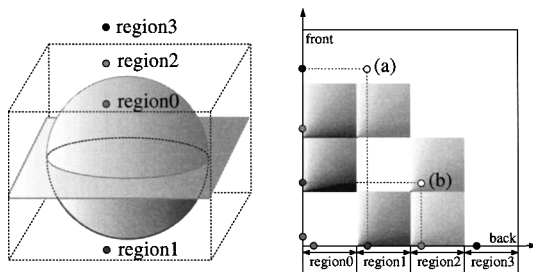 region3
region2
region0
region1
front
(a)
(b)
back
region0
region1
region2
region3